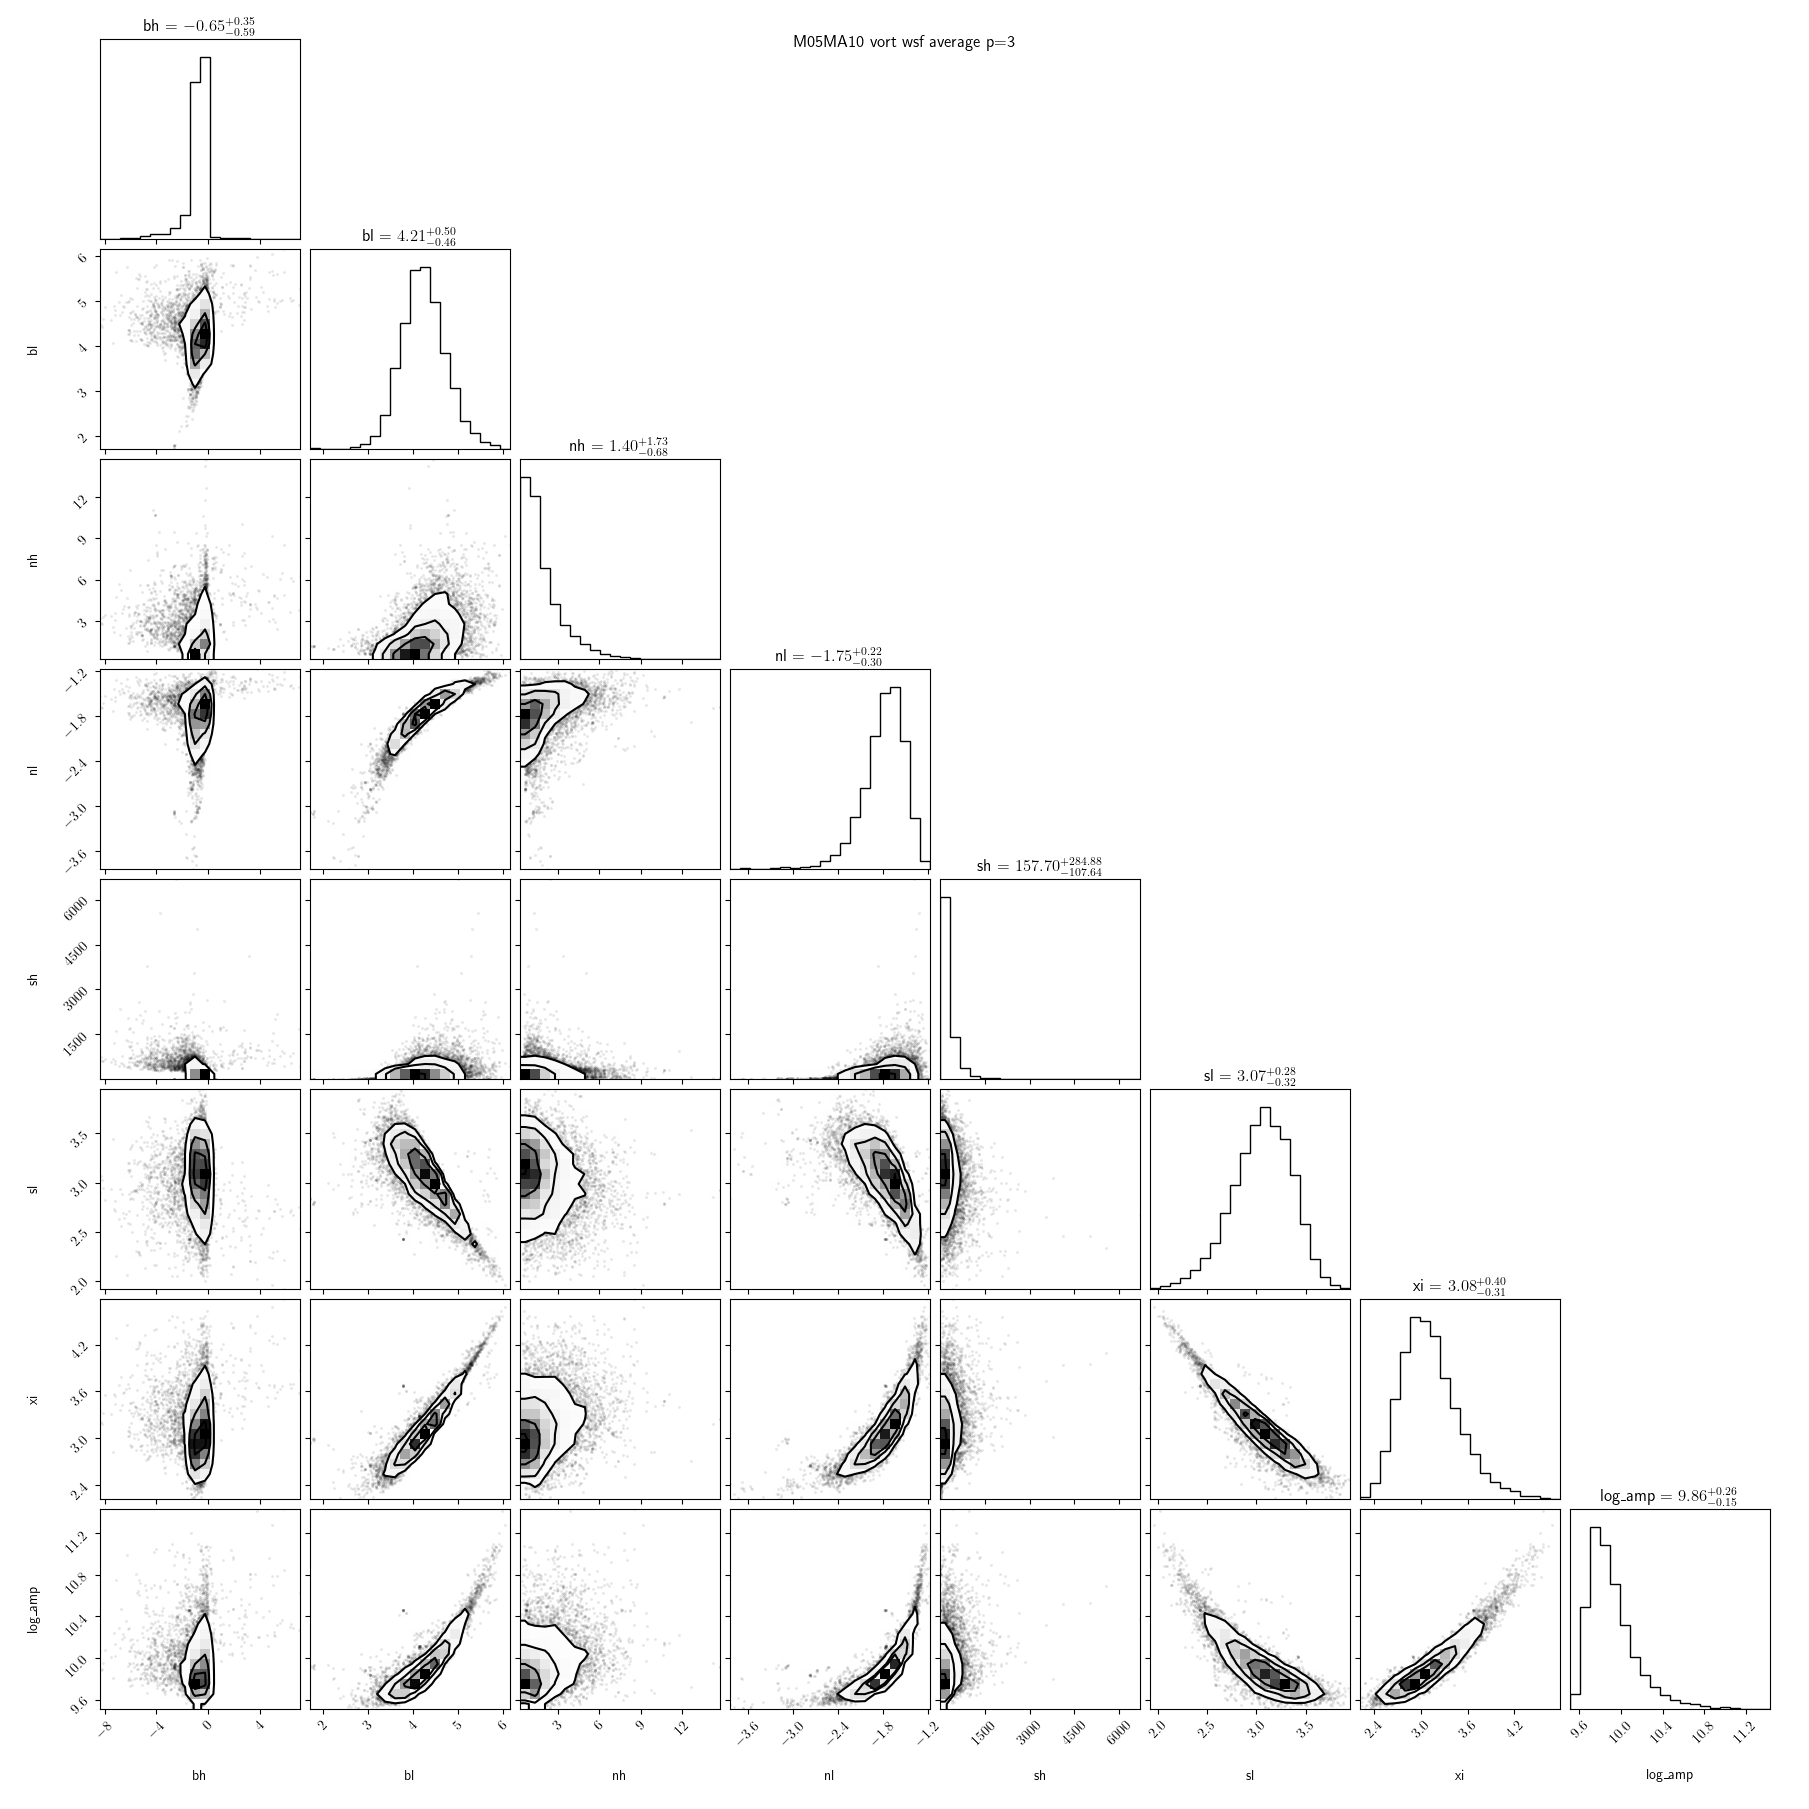 bh = −0.65+0.35 −0.59
M05MA10 vort wsf average p=3
bl = 4.21+0.50 −0.46
6
5
4
3
2
bl
nh = 1.40+1.73 −0.68
12
9
6
3
nh
nl = −1.75+0.22 −0.30
−1.2
−1.8
−2.4
−3.0
−3.6
nl
sh = 157.70+284.88 −107.64
6000
4500
3000
1500
sh
sl = 3.07+0.28 −0.32
3.5
3.0
2.5
2.0
sl
xi = 3.08+0.40 −0.31
4.2
3.6
3.0
2.4
xi
log_amp = 9.86+0.26 −0.15
11.2
10.8
10.4
10.0
9.6
log_amp
−8 −4 0 4 2 3 4 5 6 3 6 9 12 −3.6 −3.0 −2.4 −1.8 −1.2 1500 3000 4500 6000 2.0 2.5 3.0 3.5 2.4 3.0 3.6 4.2 9.6 10.0 10.4 10.8 11.2
bh bl nh nl sh sl xi log_amp